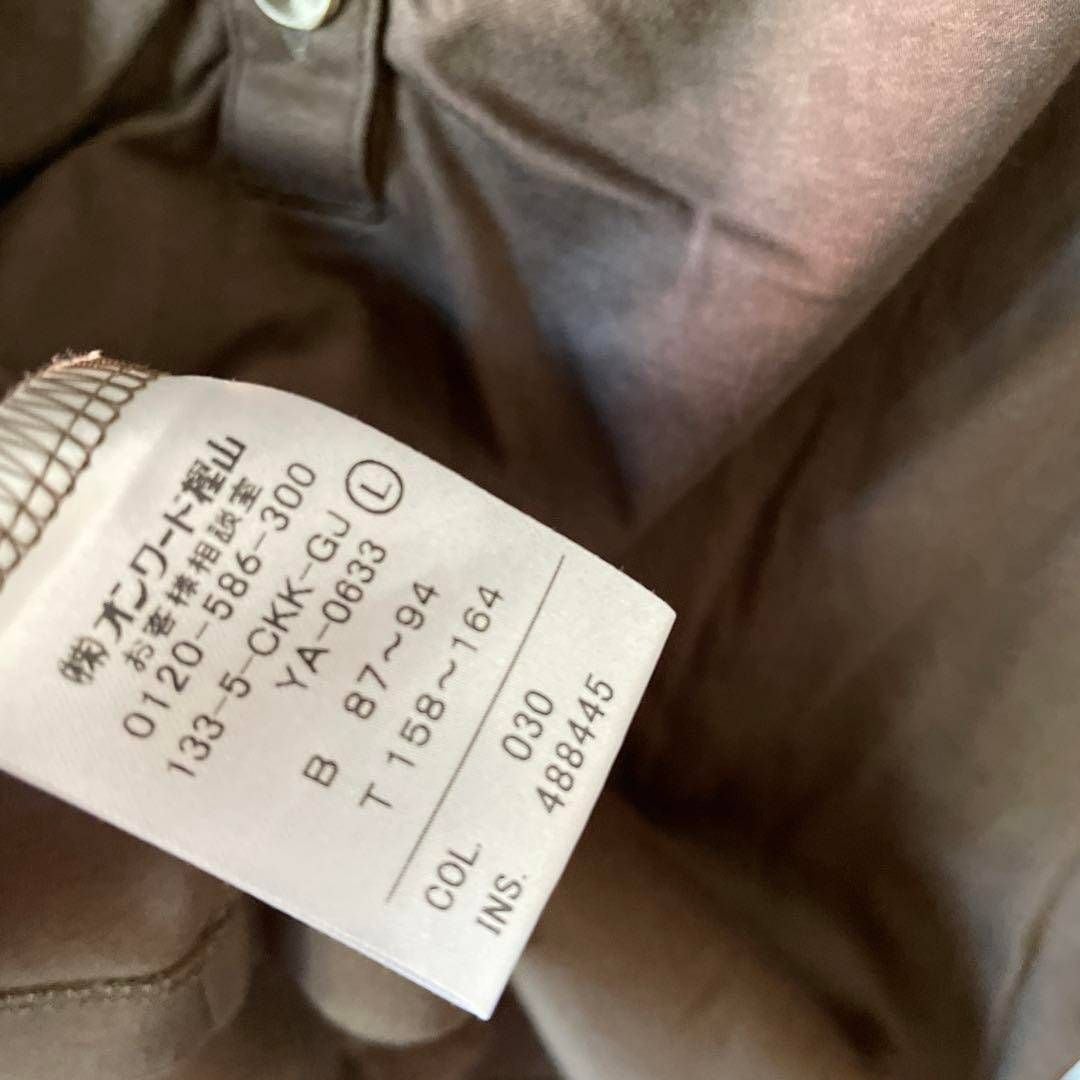 (株)オンワード樫山
お客様相談室
0120-586-300
133-5-CKK-GJ Ⓛ
YA-0633
B 87~94
T 158~164
COL. 030
INS. 488445